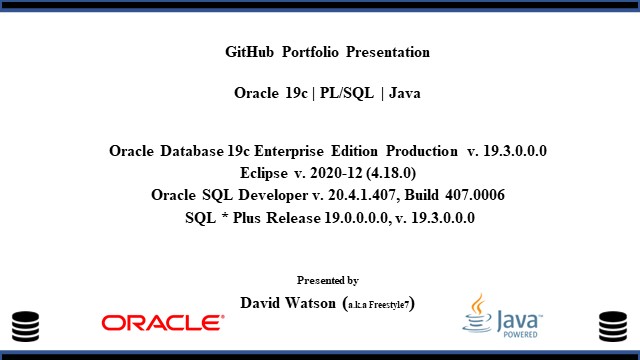 GitHub Portfolio Presentation
Oracle 19c | PL/SQL | Java
Oracle Database 19c Enterprise Edition Production v. 19.3.0.0.0
Eclipse v. 2020-12 (4.18.0)
Oracle SQL Developer v. 20.4.1.407, Build 407.0006
SQL * Plus Release 19.0.0.0.0, v. 19.3.0.0.0
Presented by
David Watson (a.k.a Freestyle7)
ORACLE®
Java™
POWERED